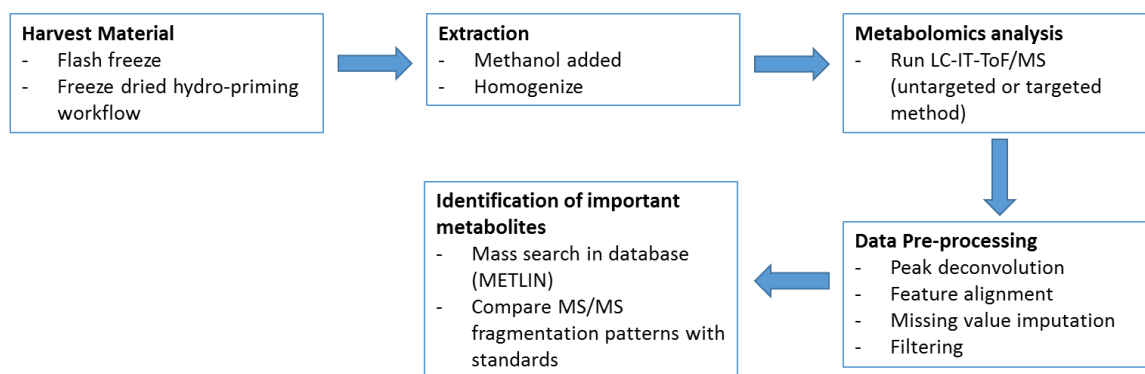 Harvest Material
- Flash freeze
- Freeze dried hydro-priming
workflow
Extraction
- Methanol added
- Homogenize
Metabolomics analysis
- Run LC-IT-ToF/MS
(untargeted or targeted
method)
Data Pre-processing
- Peak deconvolution
- Feature alignment
- Missing value imputation
- Filtering
Identification of important
metabolites
- Mass search in database
(METLIN)
- Compare MS/MS
fragmentation patterns with
standards